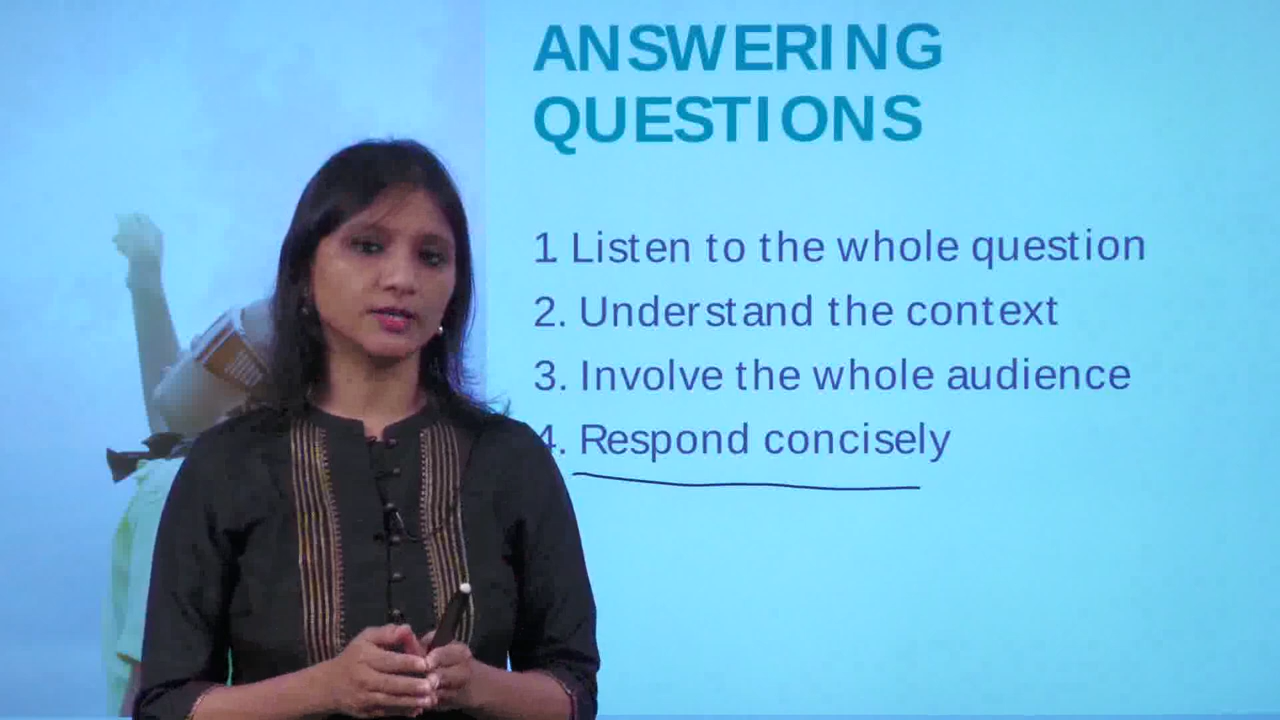 ANSWERING
QUESTIONS
1 Listen to the whole question
2. Understand the context
3. Involve the whole audience
4. Respond concisely